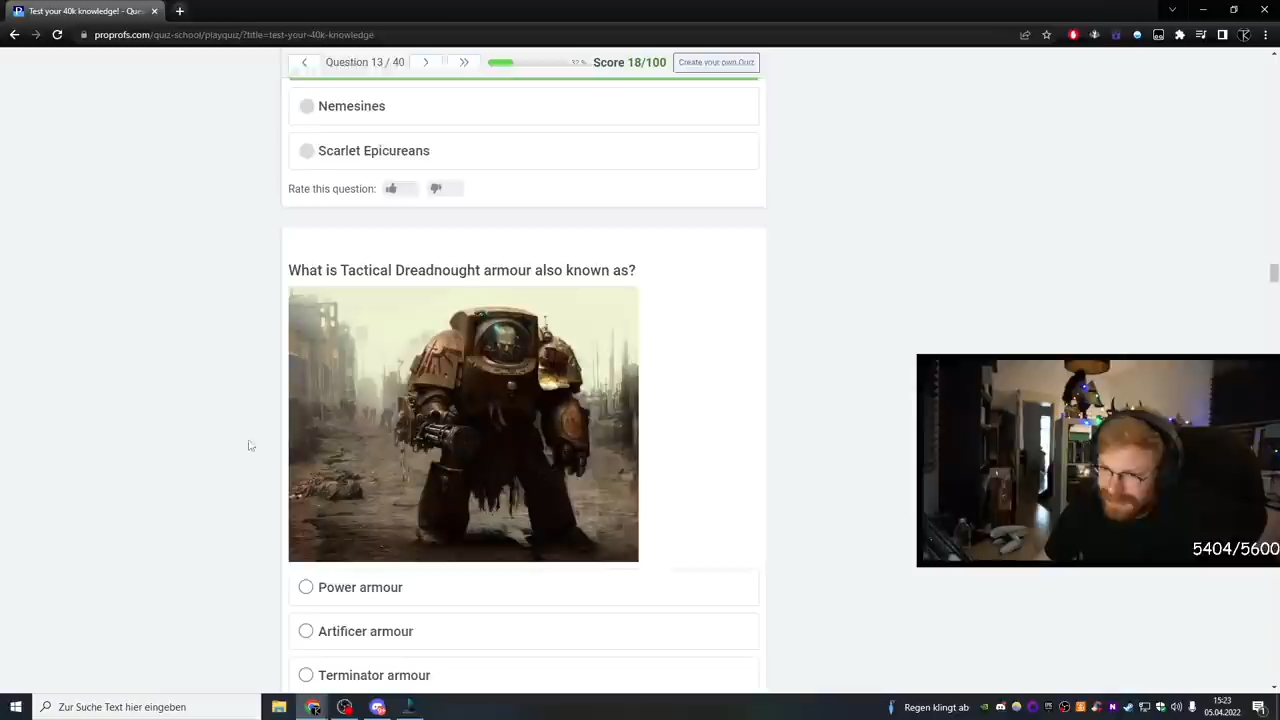 Test your 40k knowledge! - Que
proprofs.com/quiz-school/playquiz/?title=test-your-40k-knowledge
Question 13 / 40
32 %
Score 18/100
Create your own Quiz
Nemesines
Scarlet Epicureans
Rate this question:
What is Tactical Dreadnought armour also known as?
Power armour
Artificer armour
Terminator armour
5404/5600
Zur Suche Text hier eingeben
Regen klingt ab
15:23
05.04.2022